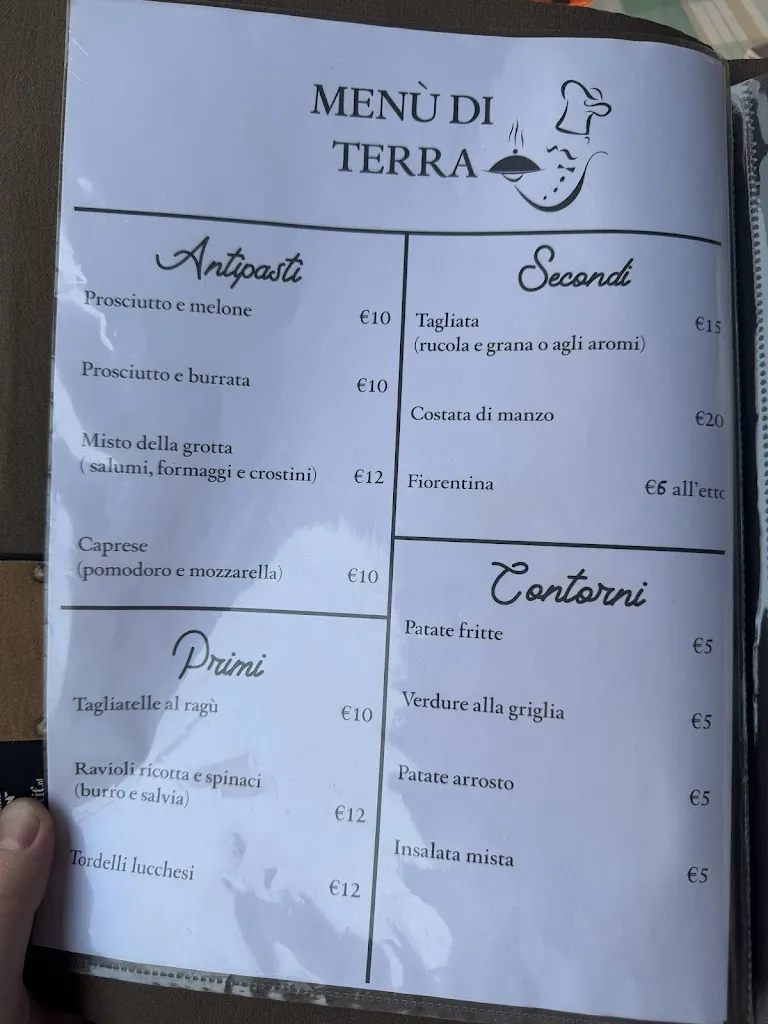 MENÙ DI
TERRA
Antipasti
Prosciutto e melone €10
Prosciutto e burrata €10
Misto della grotta
( salumi, formaggi e crostini) €12
Caprese
(pomodoro e mozzarella) €10
Primi
Tagliatelle al ragù €10
Ravioli ricotta e spinaci
(burro e salvia) €12
Tordelli lucchesi €12
Secondi
Tagliata €15
(rucola e grana o agli aromi)
Costata di manzo €20
Fiorentina €6 all'etto
Contorni
Patate fritte €5
Verdure alla griglia €5
Patate arrosto €5
Insalata mista €5